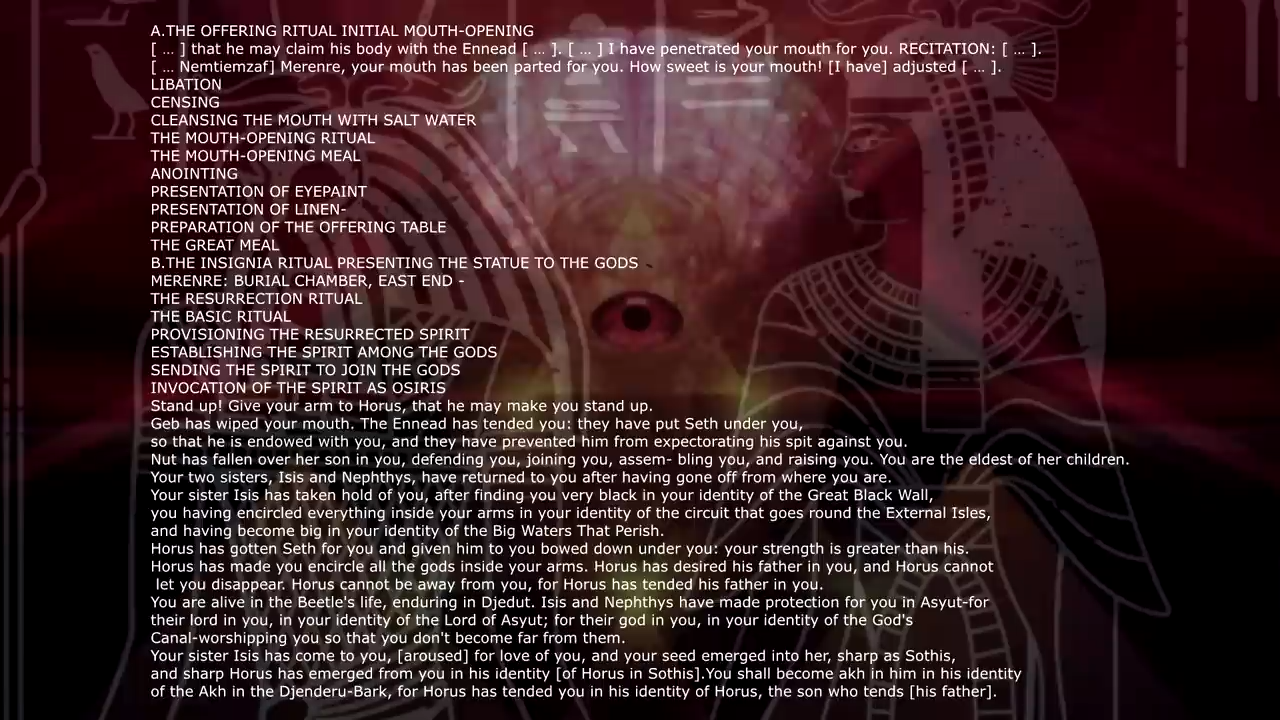 A.THE OFFERING RITUAL INITIAL MOUTH-OPENING
[ ... ] that he may claim his body with the Ennead [ ... ]. [ ... ] I have penetrated your mouth for you. RECITATION: [ ... ].
[ ... Nemtiemzaf] Merenre, your mouth has been parted for you. How sweet is your mouth! [I have] adjusted [ ... ].
LIBATION
CENSING
CLEANSING THE MOUTH WITH SALT WATER
THE MOUTH-OPENING RITUAL
THE MOUTH-OPENING MEAL
ANOINTING
PRESENTATION OF EYEPAINT
PRESENTATION OF LINEN-
PREPARATION OF THE OFFERING TABLE
THE GREAT MEAL
B.THE INSIGNIA RITUAL PRESENTING THE STATUE TO THE GODS
MERENRE: BURIAL CHAMBER, EAST END -
THE RESURRECTION RITUAL
THE BASIC RITUAL
PROVISIONING THE RESURRECTED SPIRIT
ESTABLISHING THE SPIRIT AMONG THE GODS
SENDING THE SPIRIT TO JOIN THE GODS
INVOCATION OF THE SPIRIT AS OSIRIS
Stand up! Give your arm to Horus, that he may make you stand up.
Geb has wiped your mouth. The Ennead has tended you: they have put Seth under you,
so that he is endowed with you, and they have prevented him from expectorating his spit against you.
Nut has fallen over her son in you, defending you, joining you, assem- bling you, and raising you. You are the eldest of her children.
Your two sisters, Isis and Nephthys, have returned to you after having gone off from where you are.
Your sister Isis has taken hold of you, after finding you very black in your identity of the Great Black Wall,
you having encircled everything inside your arms in your identity of the circuit that goes round the External Isles,
and having become big in your identity of the Big Waters That Perish.
Horus has gotten Seth for you and given him to you bowed down under you: your strength is greater than his.
Horus has made you encircle all the gods inside your arms. Horus has desired his father in you, and Horus cannot
let you disappear. Horus cannot be away from you, for Horus has tended his father in you.
You are alive in the Beetle's life, enduring in Djedut. Isis and Nephthys have made protection for you in Asyut-for
their lord in you, in your identity of the Lord of Asyut; for their god in you, in your identity of the God's
Canal-worshipping you so that you don't become far from them.
Your sister Isis has come to you, [aroused] for love of you, and your seed emerged into her, sharp as Sothis,
and sharp Horus has emerged from you in his identity [of Horus in Sothis].You shall become akh in him in his identity
of the Akh in the Djenderu-Bark, for Horus has tended you in his identity of Horus, the son who tends [his father].